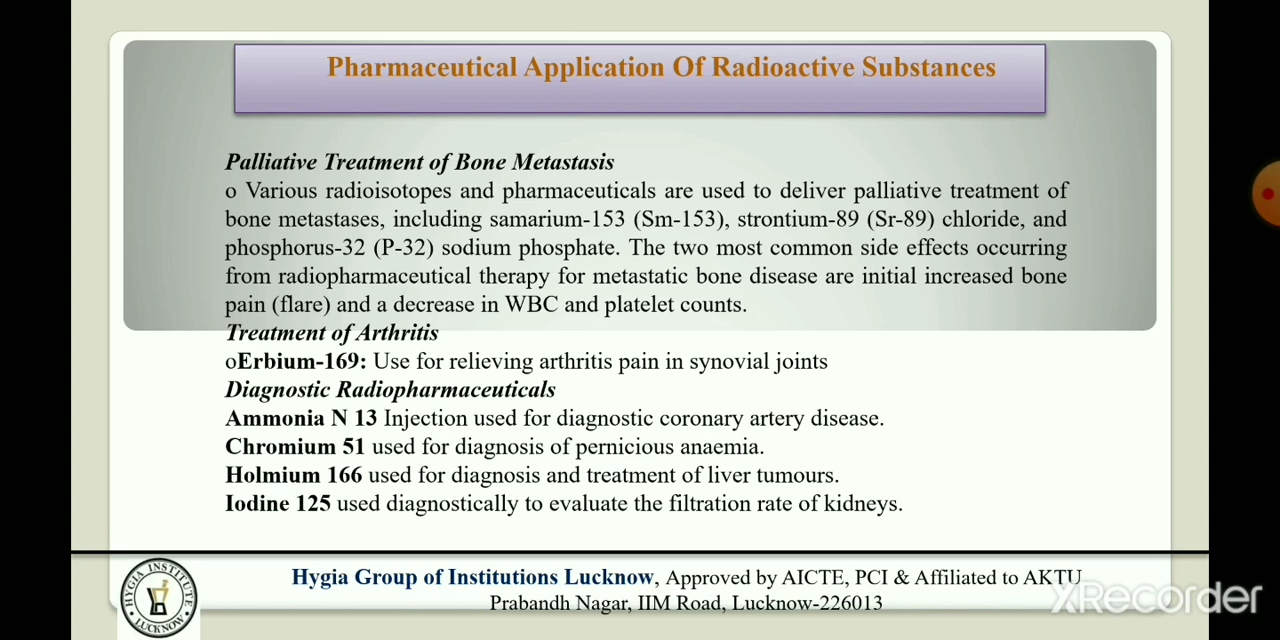 Pharmaceutical Application Of Radioactive Substances
Palliative Treatment of Bone Metastasis
o Various radioisotopes and pharmaceuticals are used to deliver palliative treatment of
bone metastases, including samarium-153 (Sm-153), strontium-89 (Sr-89) chloride, and
phosphorus-32 (P-32) sodium phosphate. The two most common side effects occurring
from radiopharmaceutical therapy for metastatic bone disease are initial increased bone
pain (flare) and a decrease in WBC and platelet counts.
Treatment of Arthritis
oErbium-169: Use for relieving arthritis pain in synovial joints
Diagnostic Radiopharmaceuticals
Ammonia N 13 Injection used for diagnostic coronary artery disease.
Chromium 51 used for diagnosis of pernicious anaemia.
Holmium 166 used for diagnosis and treatment of liver tumours.
Iodine 125 used diagnostically to evaluate the filtration rate of kidneys.
HYGIA INSTITUTE
LUCKNOW
Hygia Group of Institutions Lucknow, Approved by AICTE, PCI & Affiliated to AKTU
Prabandh Nagar, IIM Road, Lucknow-226013
XRecorder